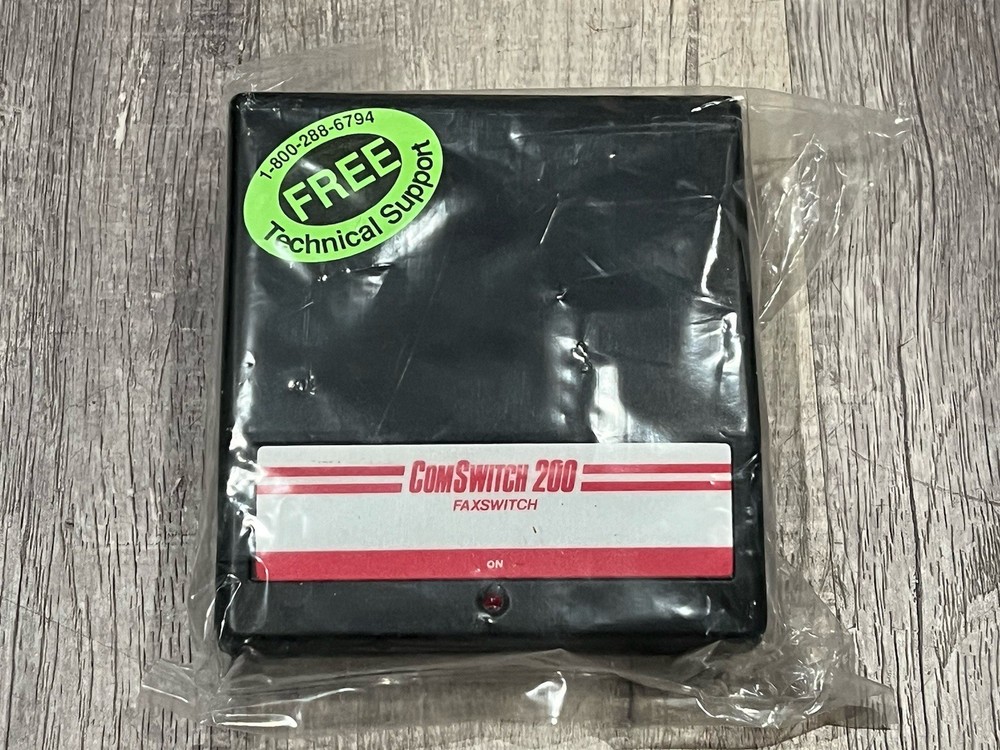 1-800-288-6794
FREE
Technical Support
COMSWITCH 200
FAXSWITCH
ON